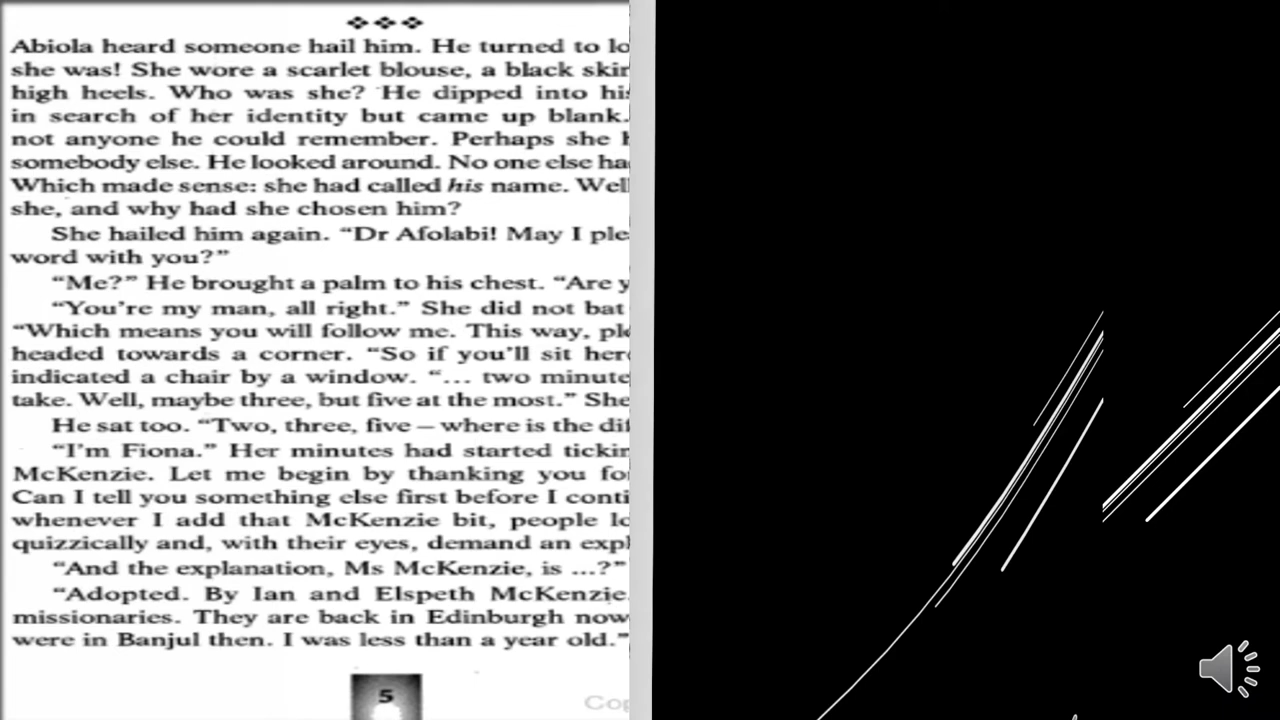 Abiola heard someone hail him. He turned to lo
she was! She wore a scarlet blouse, a black skir
high heels. Who was she? He dipped into his
in search of her identity but came up blank.
not anyone he could remember. Perhaps she h
somebody else. He looked around. No one else ha
Which made sense: she had called his name. Well
she, and why had she chosen him?
She hailed him again. “Dr Afolabi! May I ple
word with you?”
“Me?” He brought a palm to his chest. “Are y
“You’re my man, all right.” She did not bat
“Which means you will follow me. This way, ple
headed towards a corner. “So if you’ll sit here
indicated a chair by a window. “... two minute
take. Well, maybe three, but five at the most.” She
He sat too. “Two, three, five – where is the dif
“I’m Fiona.” Her minutes had started tickin
McKenzie. Let me begin by thanking you fo
Can I tell you something else first before I conti
whenever I add that McKenzie bit, people lo
quizzically and, with their eyes, demand an expl
“And the explanation, Ms McKenzie, is ...?”
“Adopted. By Ian and Elspeth McKenzie.
missionaries. They are back in Edinburgh now
were in Banjul then. I was less than a year old.”
5
Cop